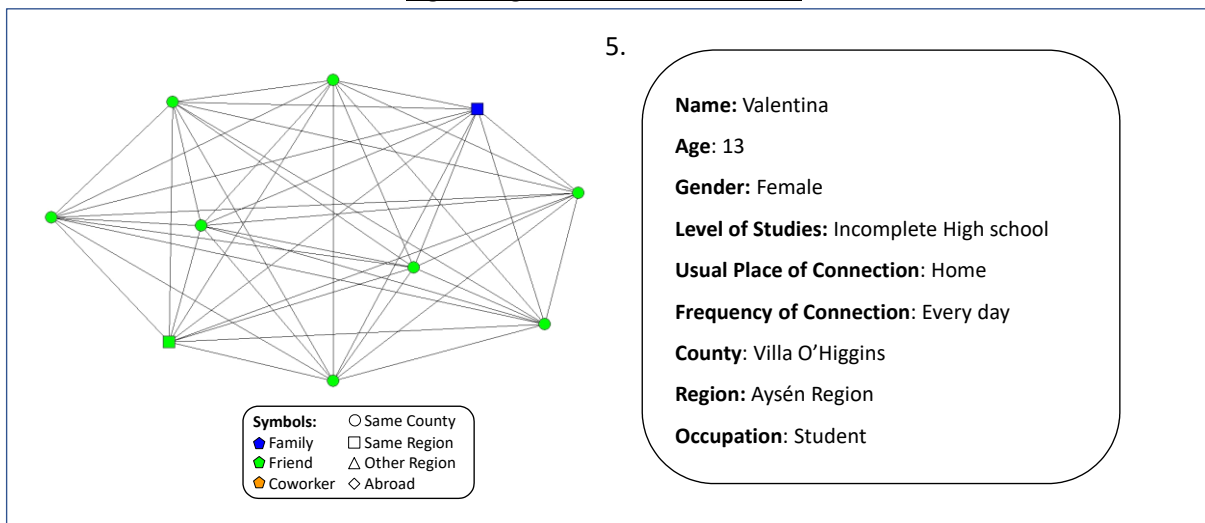 5.
Name: Valentina
Age: 13
Gender: Female
Level of Studies: Incomplete High school
Usual Place of Connection: Home
Frequency of Connection: Every day
County: Villa O’Higgins
Region: Aysén Region
Occupation: Student
Symbols:
Family
Friend
Coworker
Same County
Same Region
Other Region
Abroad